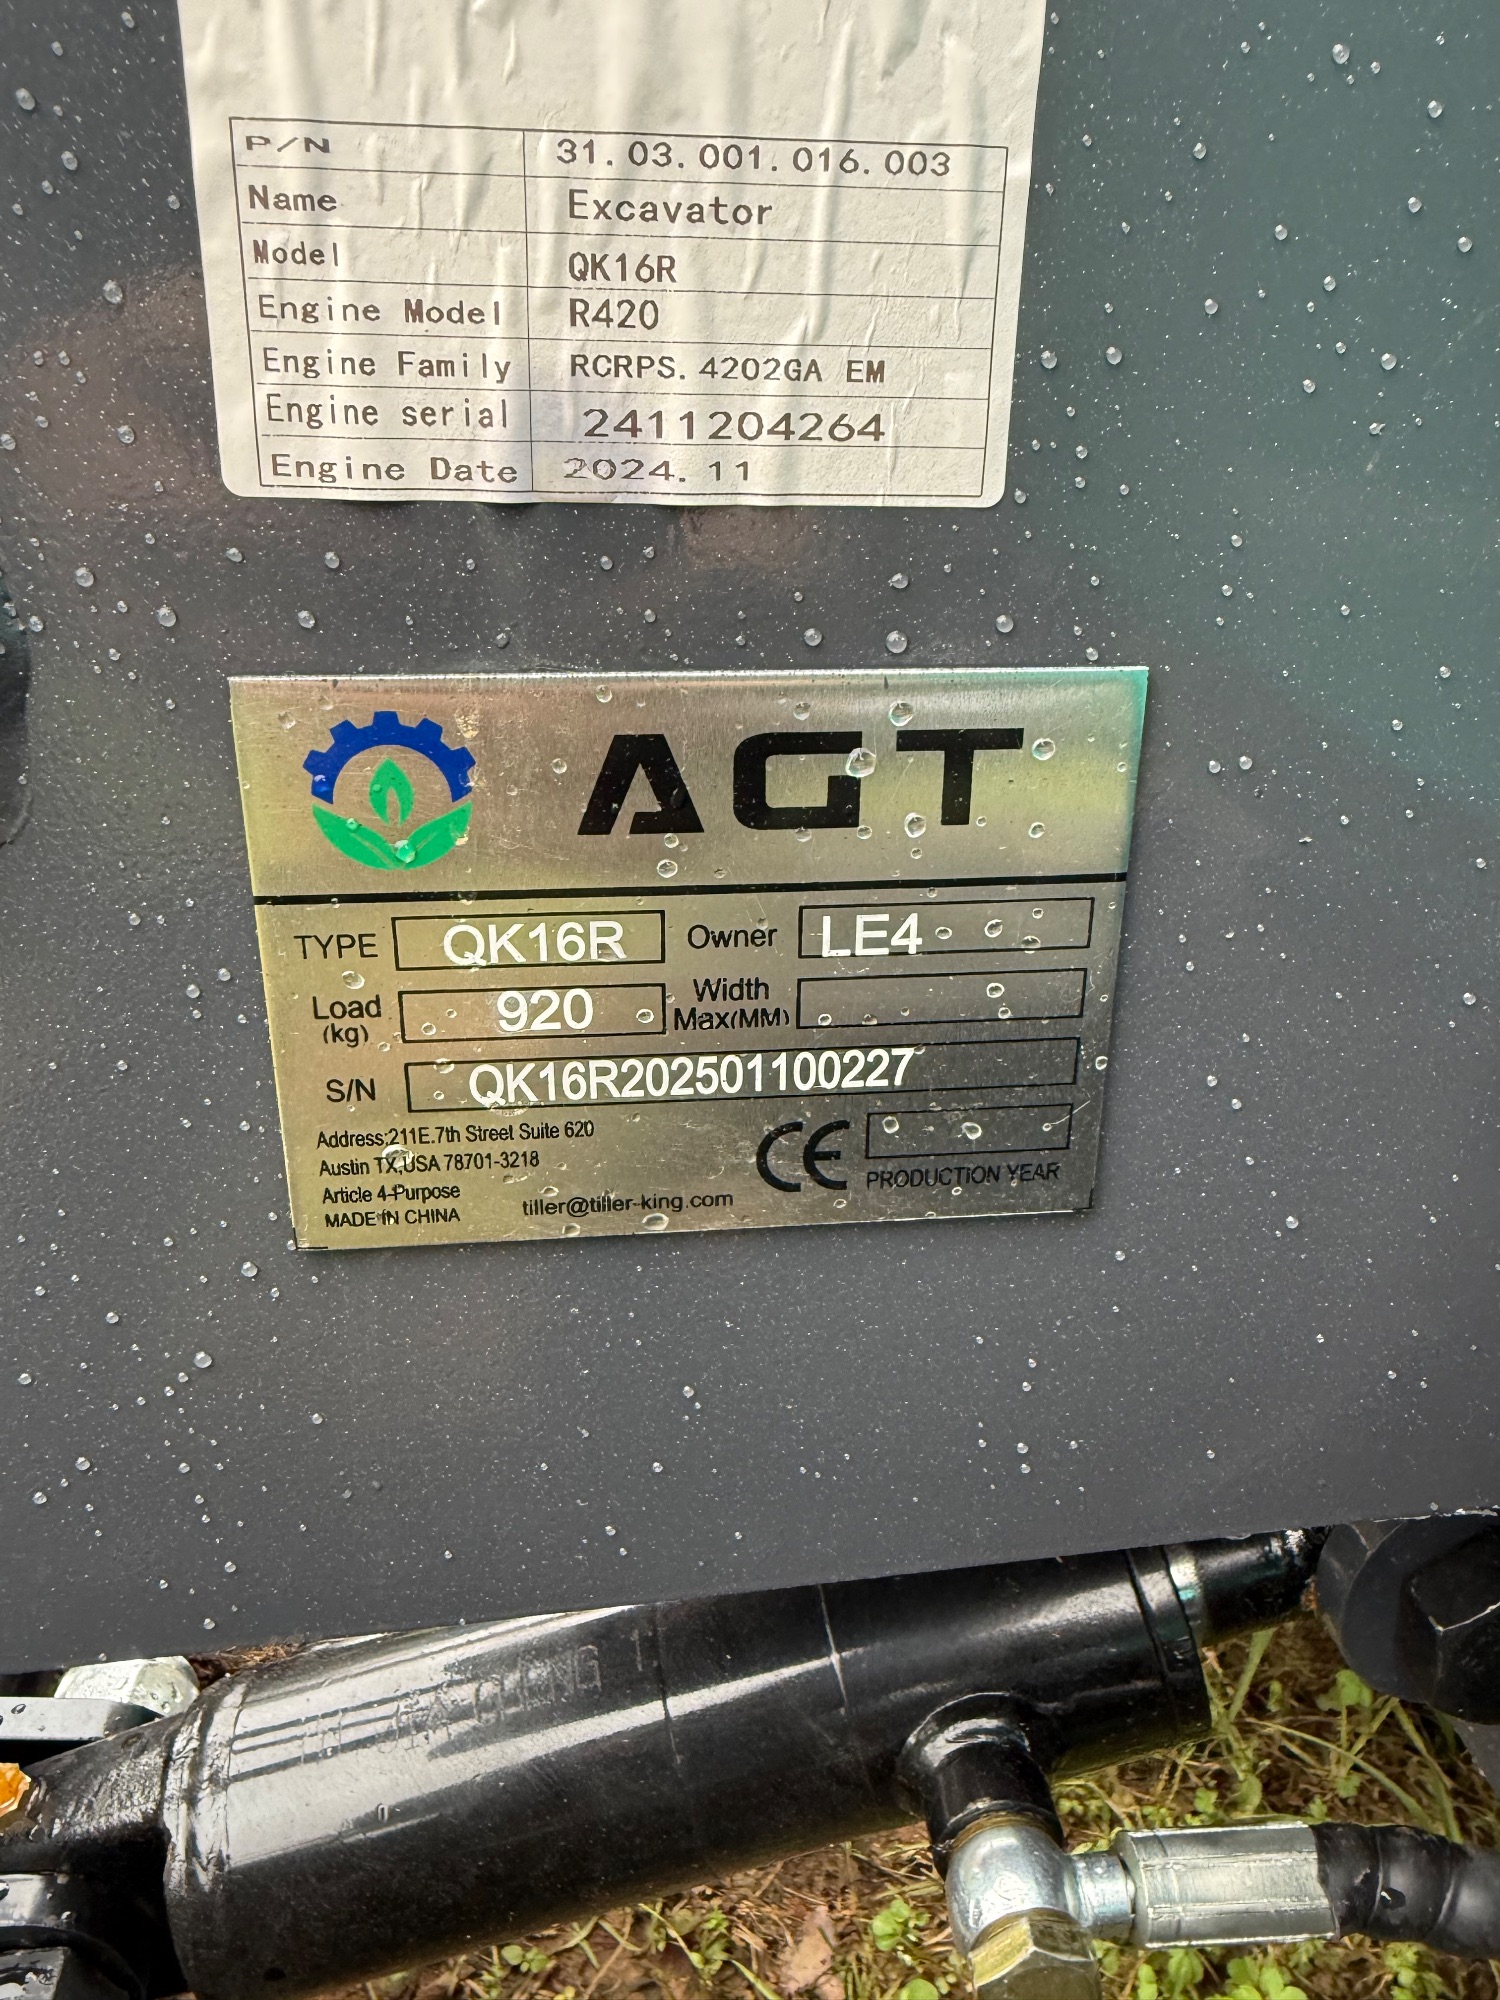 P/N 31.03.001.016.003
Name Excavator
Model QK16R
Engine Model R420
Engine Family RCRPS.4202GA EM
Engine serial 2411204264
Engine Date 2024.11
AGT
TYPE QK16R Owner LE4
Load (kg) 920 Width Max(MM)
S/N QK16R202501100227
Address:211E.7th Street Suite 620
Austin TX,USA 78701-3218
Article 4-Purpose
MADE IN CHINA
tiller@tiller-king.com
CE
PRODUCTION YEAR